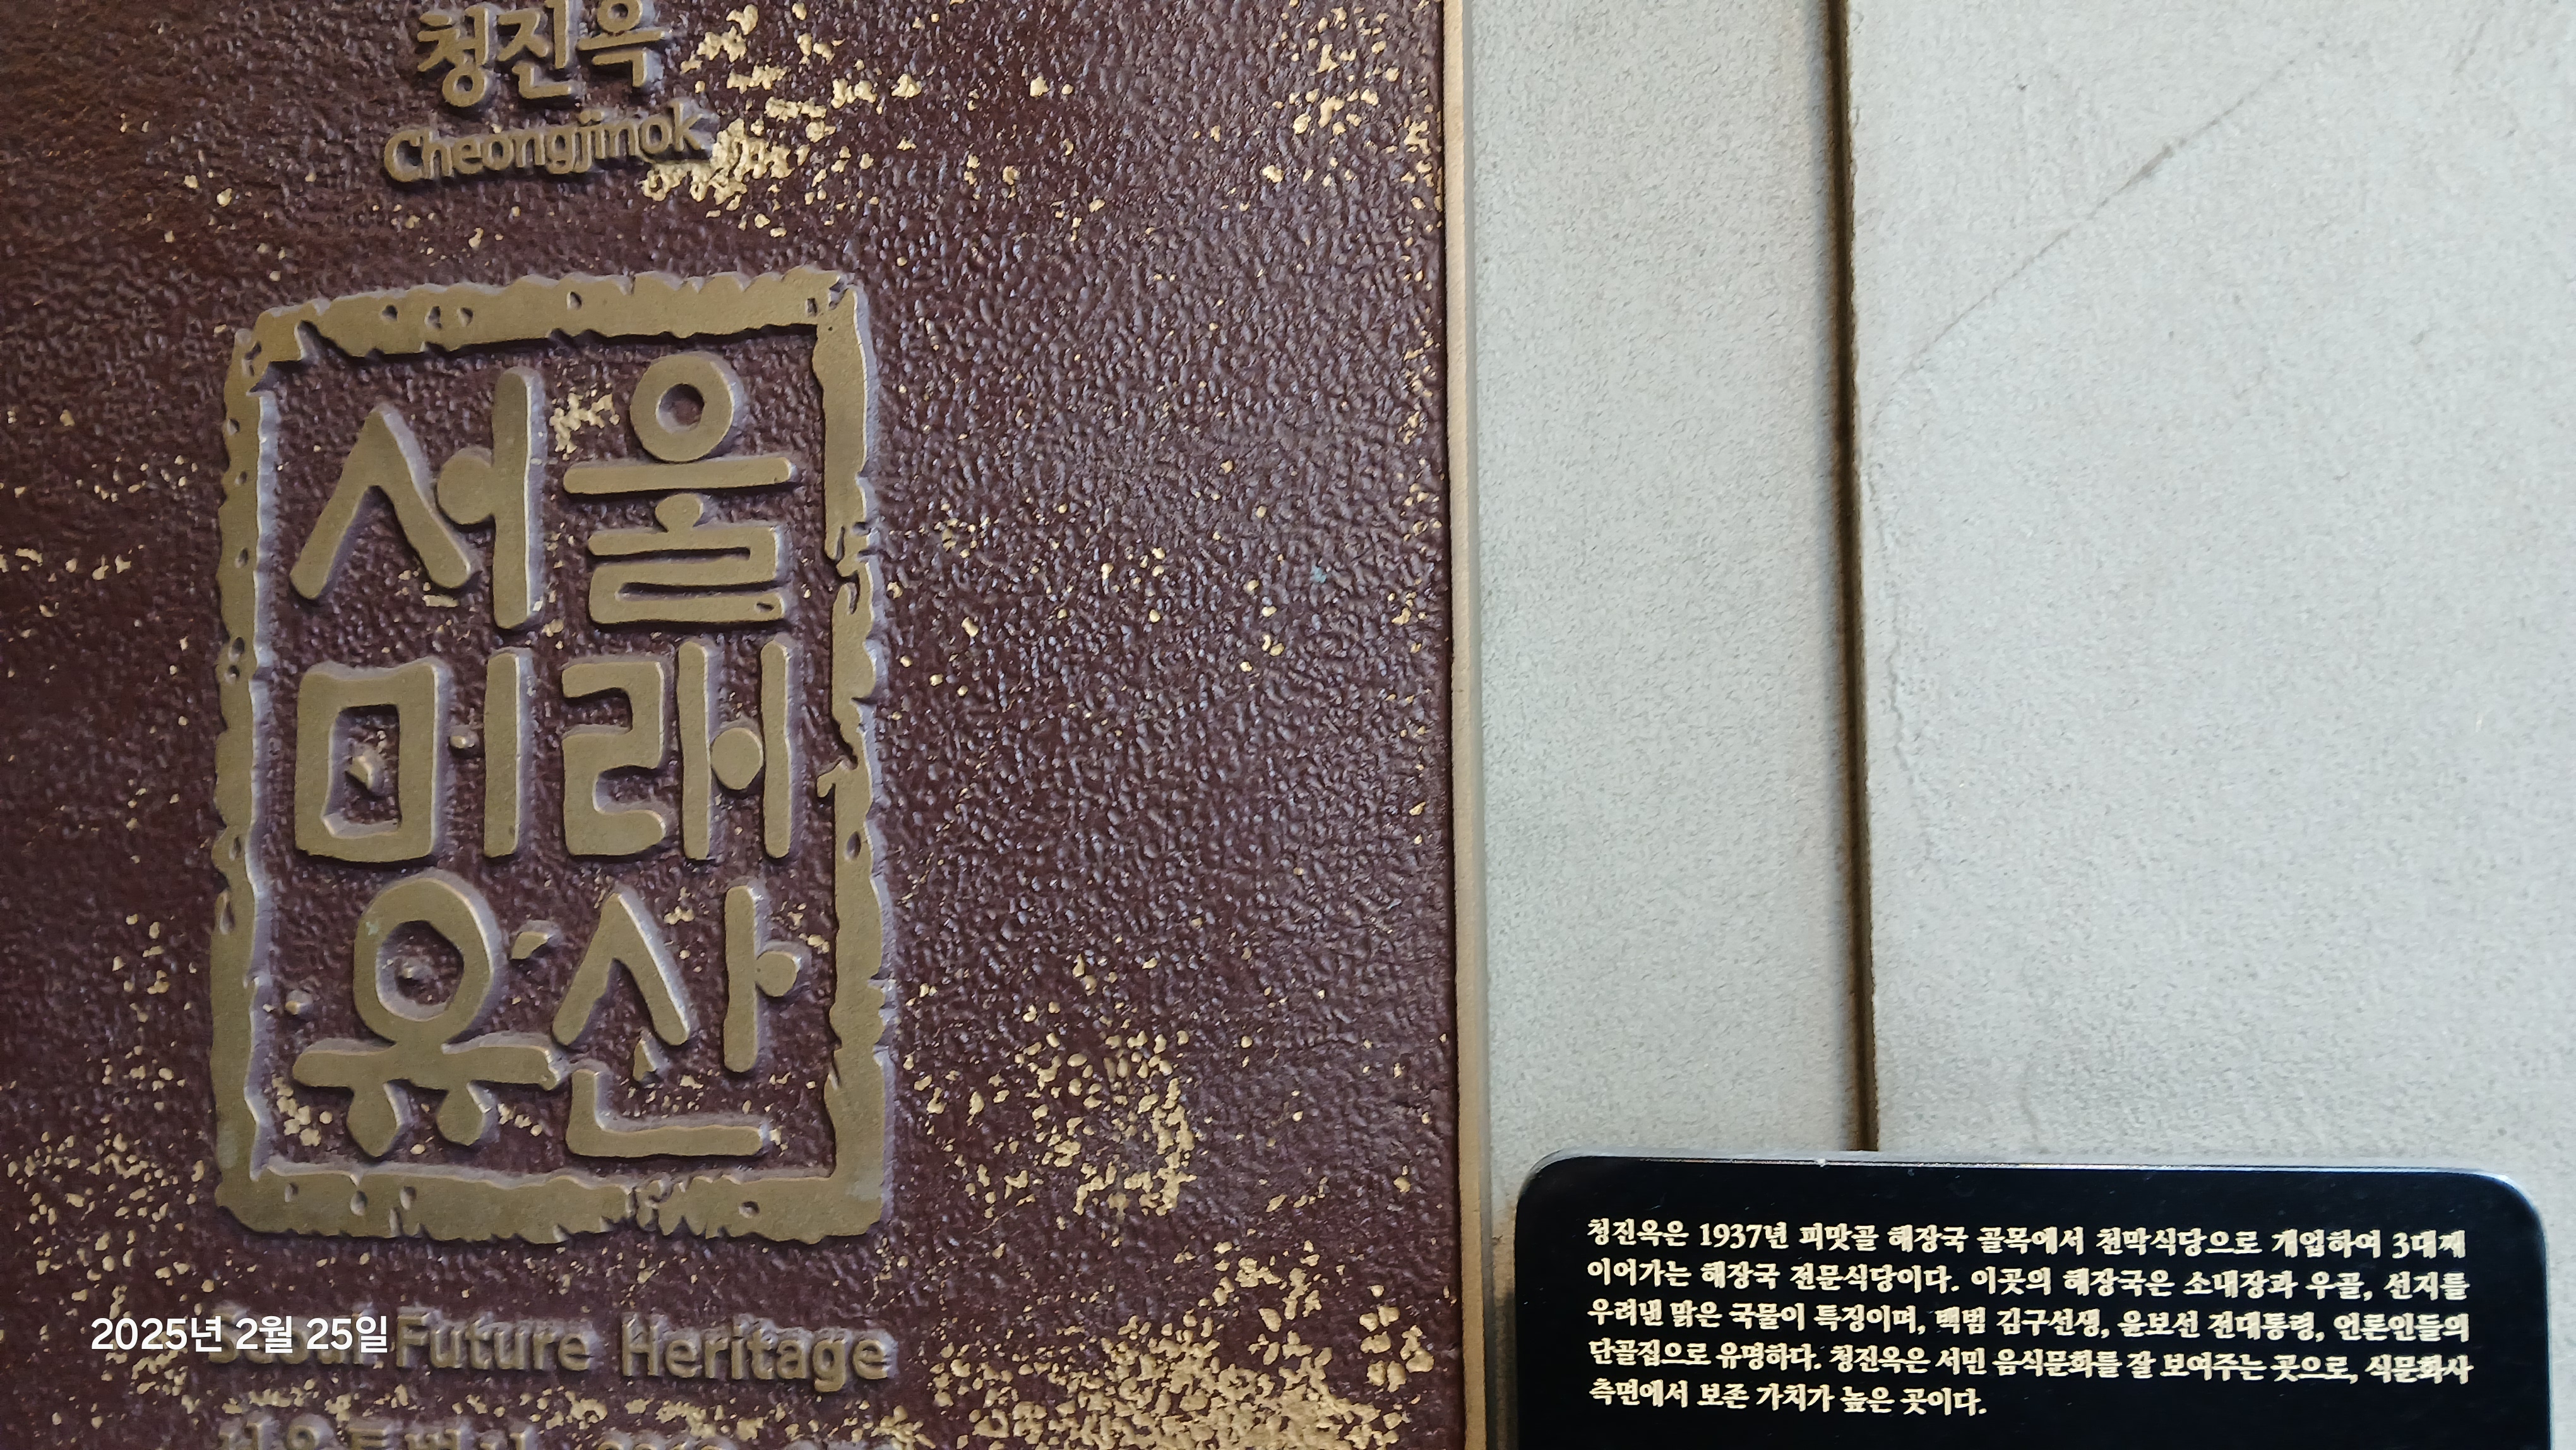 청진옥
Cheongjinok
서울
미래
유산
Seoul Future Heritage
2025년 2월 25일
청진옥은 1937년 피맛골 해장국 골목에서 천막식당으로 개업하여 3대째
이어가는 해장국 전문식당이다. 이곳의 해장국은 소대장과 우골, 선지를
우려낸 맑은 국물이 특징이며, 백범 김구선생, 윤보선 전대통령, 언론인들의
단골집으로 유명하다. 청진옥은 서민 음식문화를 잘 보여주는 곳으로, 식문화사
측면에서 보존 가치가 높은 곳이다.